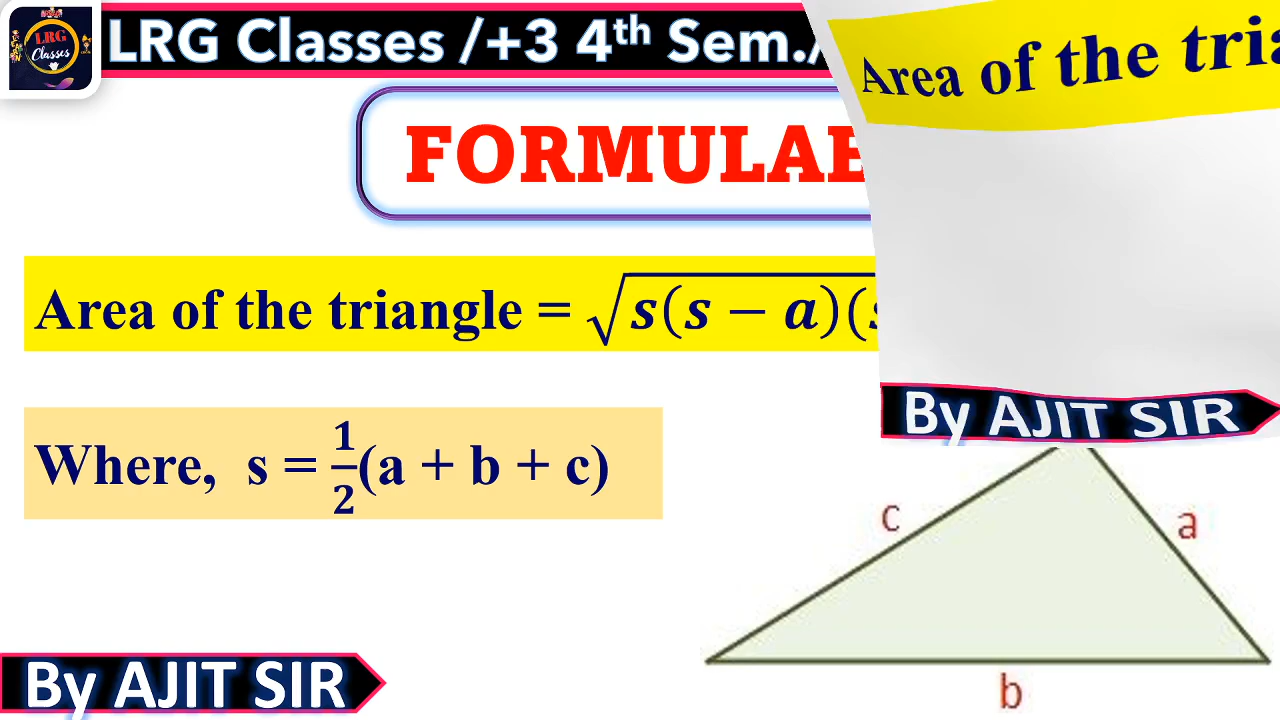 LRG Classes
LRG Classes /+3 4th Sem./
Area of the
FORMULAE
Area of the triangle = √s(s − a)(
Where, s = 1/2(a + b + c)
By AJIT SIR
c
a
b
By AJIT SIR